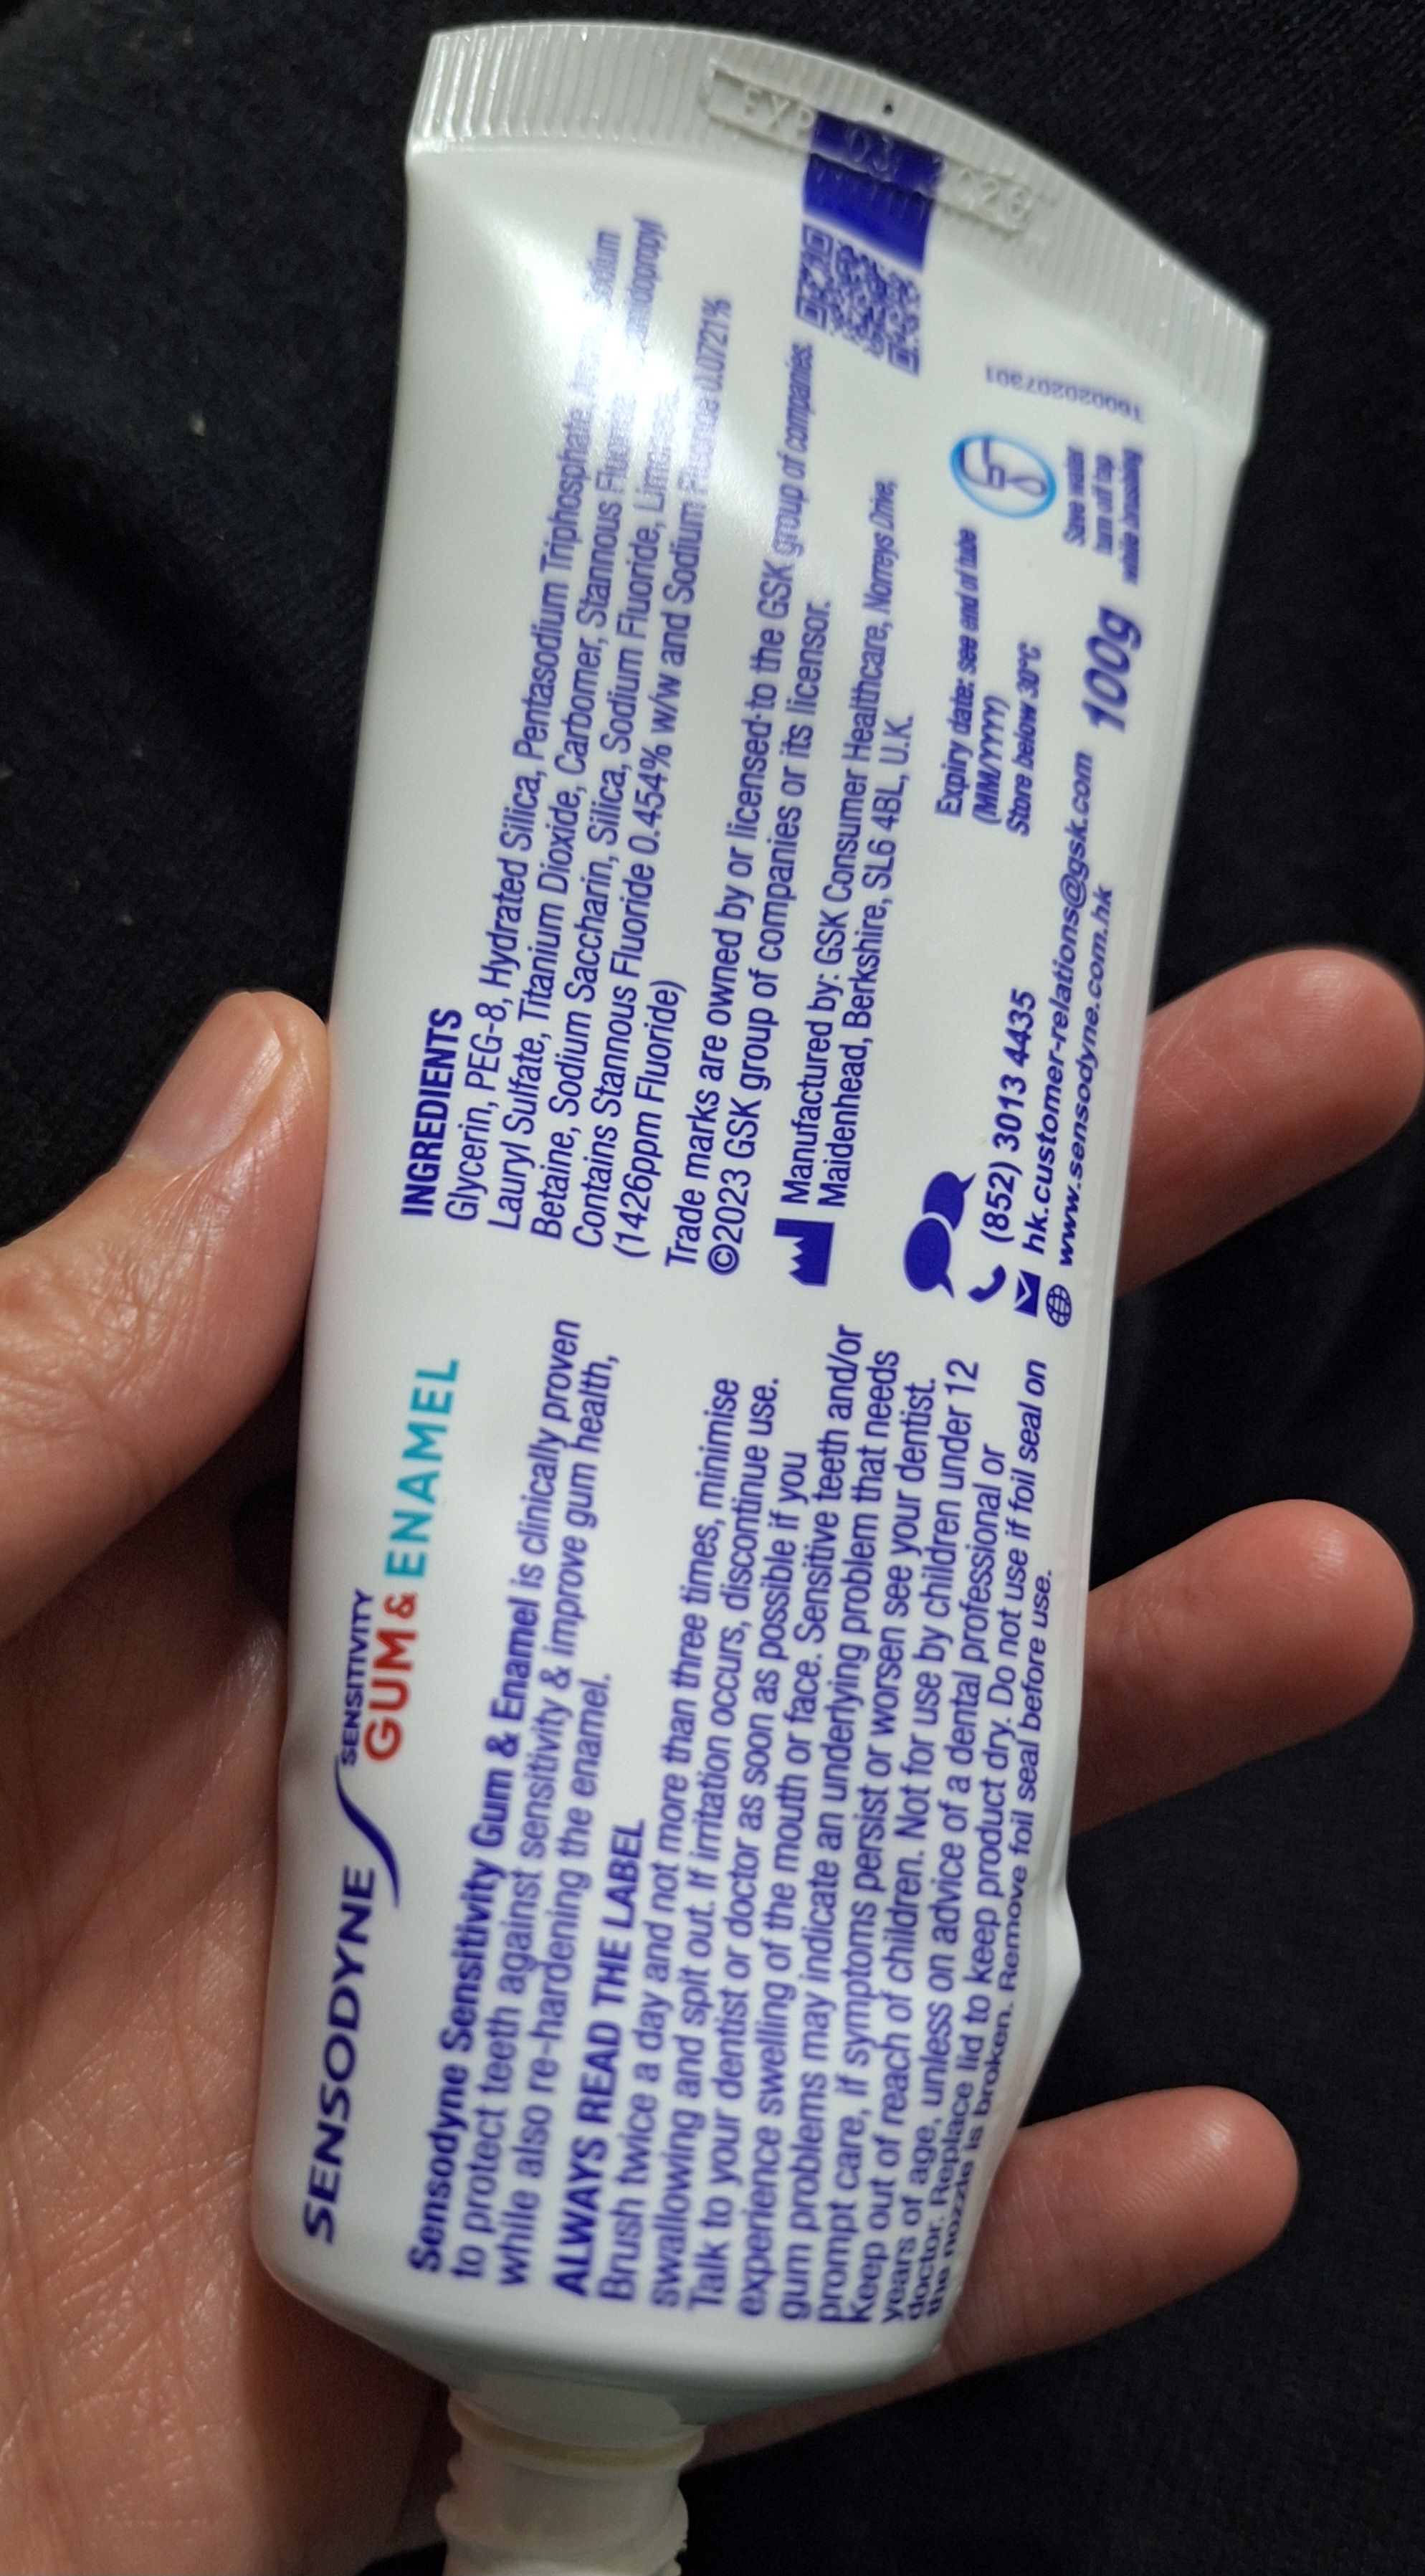 SENSODYNE
SENSITIVITY
GUM & ENAMEL
Sensodyne Sensitivity Gum & Enamel is clinically proven
to protect teeth against sensitivity & improve gum health,
while also re-hardening the enamel.
ALWAYS READ THE LABEL
Brush twice a day and not more than three times, minimise
swallowing and spit out. If irritation occurs, discontinue use.
Talk to your dentist or doctor as soon as possible if you
experience swelling of the mouth or face. Sensitive teeth and/or
gum problems may indicate an underlying problem that needs
prompt care, if symptoms persist or worsen see your dentist.
Keep out of reach of children. Not for use by children under 12
years of age, unless on advice of a dental professional or
doctor. Replace lid to keep product dry. Do not use if foil seal on
the nozzle is broken. Remove foil seal before use.
INGREDIENTS
Glycerin, PEG-8, Hydrated Silica, Pentasodium Triphosphate,
Lauryl Sulfate, Titanium Dioxide, Carbomer, Stannous
Betaine, Sodium Saccharin, Silica, Sodium Fluoride,
Contains Stannous Fluoride 0.454% w/w and Sodium Fluoride 0.0721%
(1426ppm Fluoride)
Trade marks are owned by or licensed to the GSK group of companies.
©2023 GSK group of companies or its licensor.
Manufactured by: GSK Consumer Healthcare, Norreys Drive,
Maidenhead, Berkshire, SL6 4BL, U.K.
(852) 3013 4435
hk.customer-relations@gsk.com
www.sensodyne.com.hk
Expiry date: see end of tube
(MM/YYYY)
Store below 30°C
100g
Save water
turn off tap
while brushing
EXP 03 2026